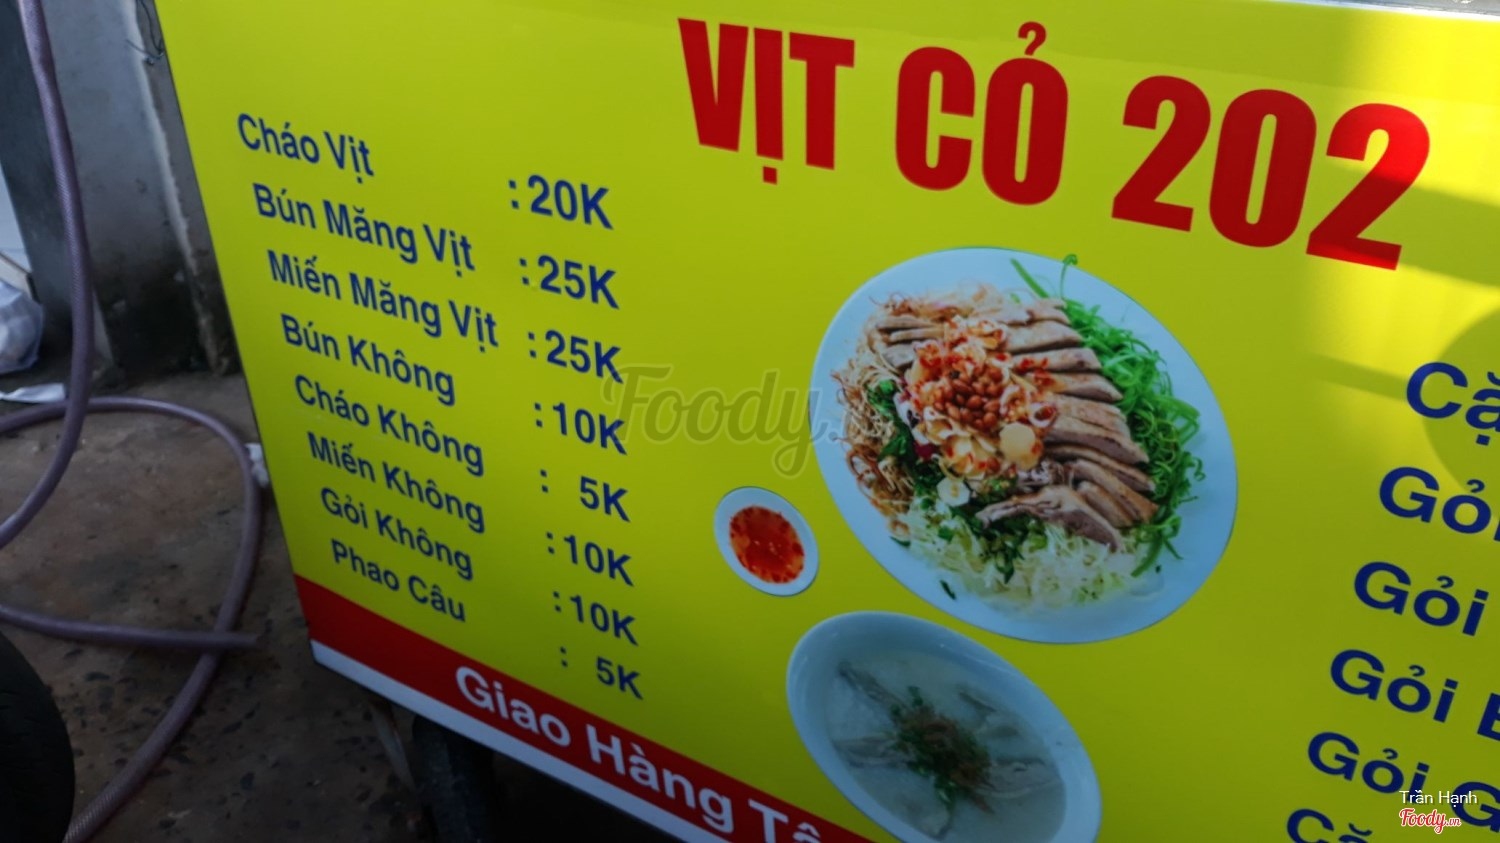 VỊT CỎ 202
Cháo Vịt : 20K
Bún Măng Vịt : 25K
Miến Măng Vịt : 25K
Bún Không : 10K
Cháo Không : 5K
Miến Không : 10K
Gỏi Không : 10K
Phao Câu : 5K
Gỏi
Gỏi
Gỏi
Giao Hàng
Foody
Trần Hạnh
Foody.vn